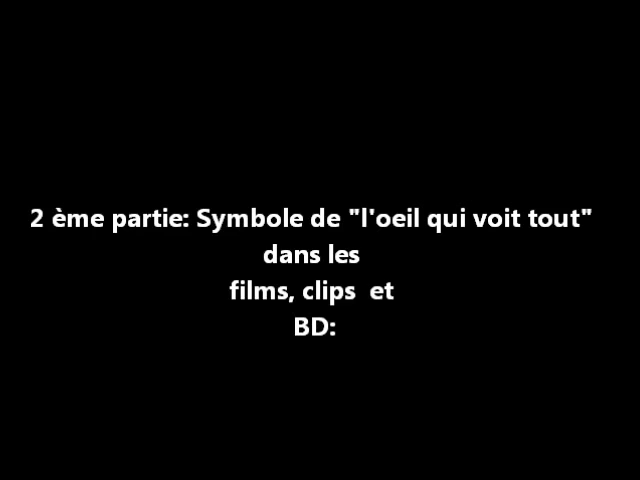 2 ème partie: Symbole de "l'oeil qui voit tout"
dans les
films, clips et
BD: